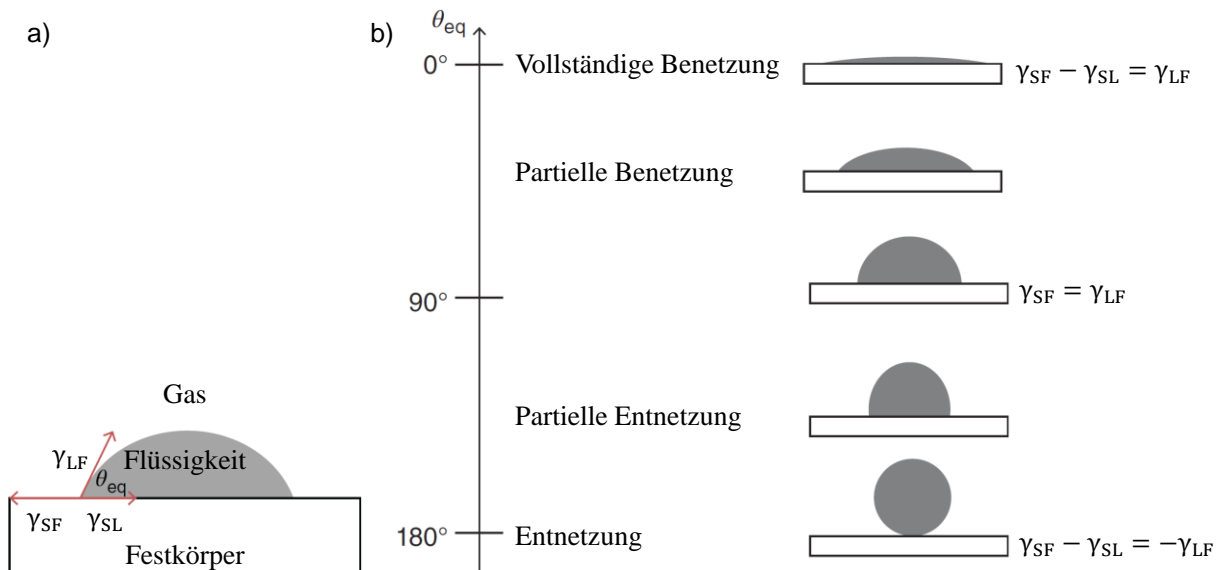 a)
Gas
γLF
Flüssigkeit
θeq
γSF γSL
Festkörper
b)
θeq
0° Vollständige Benetzung γSF − γSL = γLF
Partielle Benetzung
90° γSF = γLF
Partielle Entnetzung
180° Entnetzung γSF − γSL = −γLF